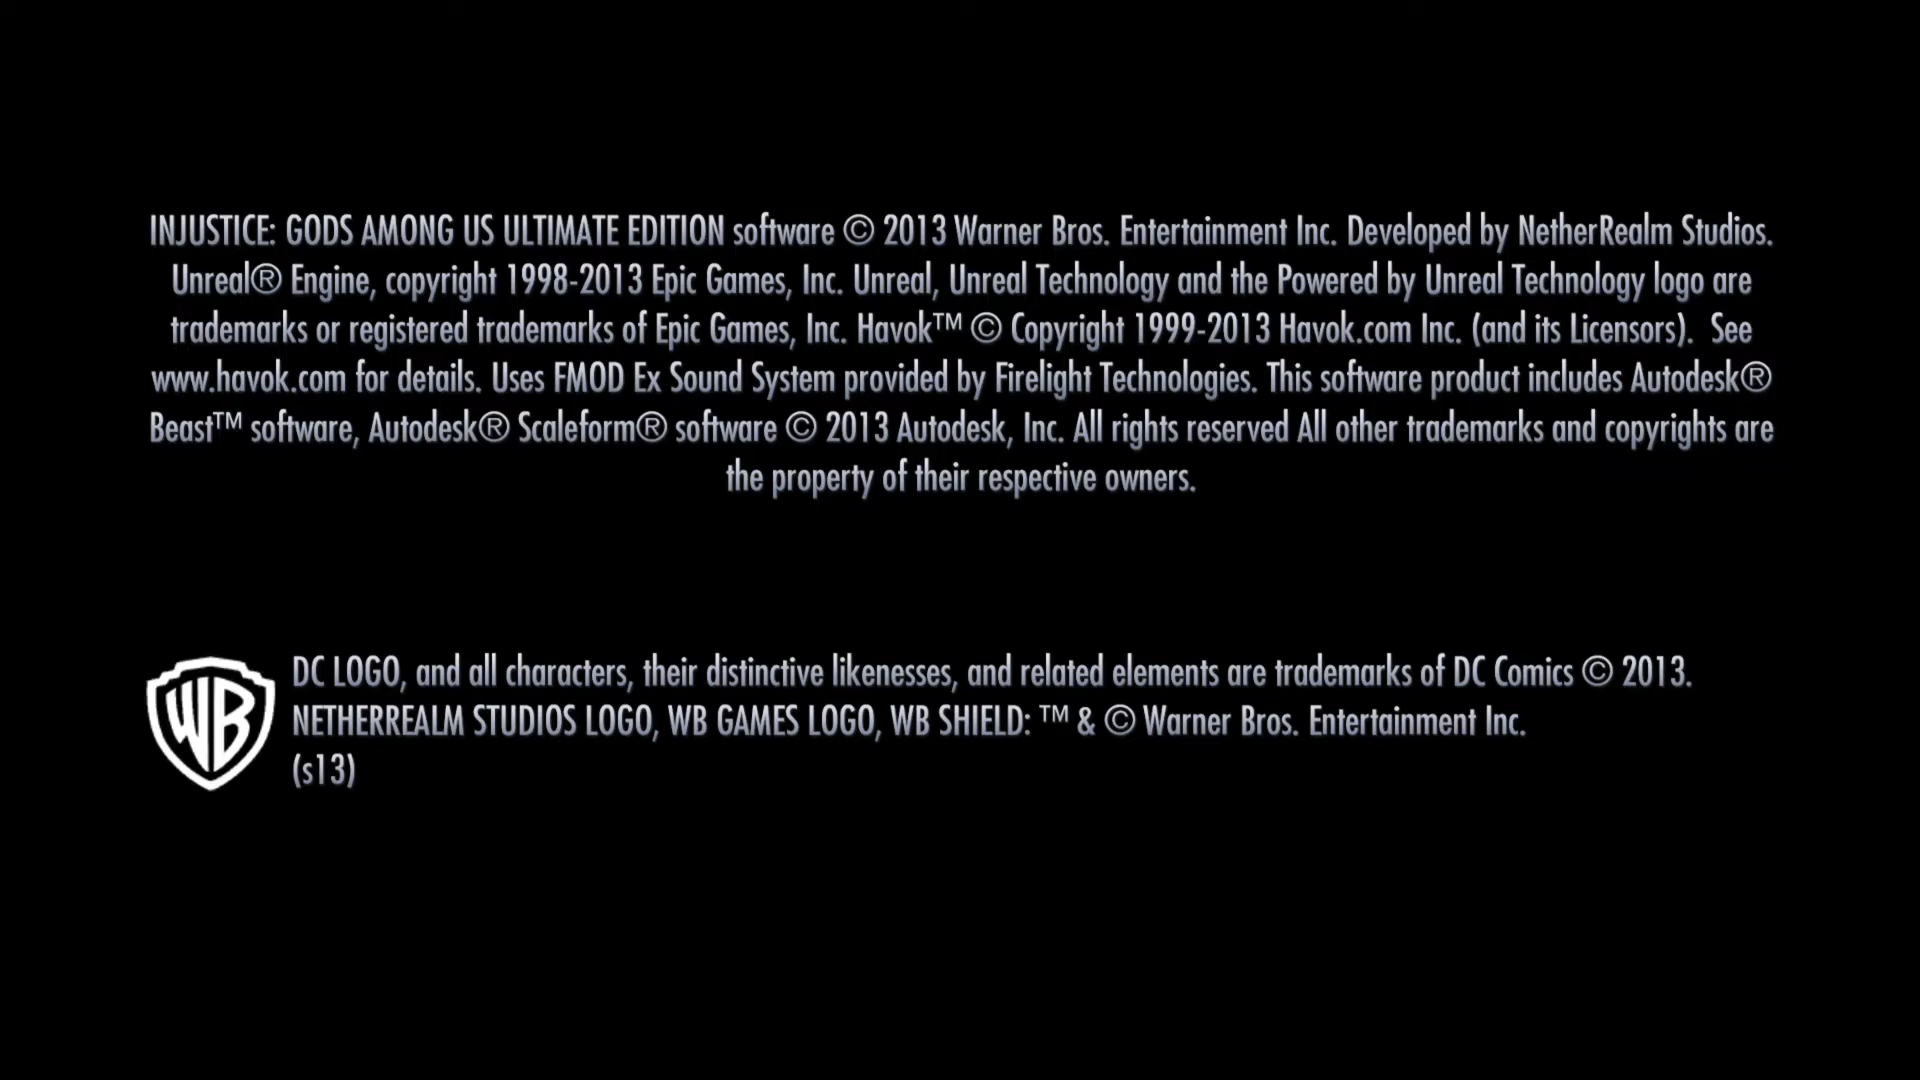 INJUSTICE: GODS AMONG US ULTIMATE EDITION software © 2013 Warner Bros. Entertainment Inc. Developed by NetherRealm Studios.
Unreal® Engine, copyright 1998-2013 Epic Games, Inc. Unreal, Unreal Technology and the Powered by Unreal Technology logo are
trademarks or registered trademarks of Epic Games, Inc. Havok™ © Copyright 1999-2013 Havok.com Inc. (and its Licensors).  See
www.havok.com for details. Uses FMOD Ex Sound System provided by Firelight Technologies. This software product includes Autodesk®
Beast™ software, Autodesk® Scaleform® software © 2013 Autodesk, Inc. All rights reserved All other trademarks and copyrights are
the property of their respective owners.
WB
DC LOGO, and all characters, their distinctive likenesses, and related elements are trademarks of DC Comics © 2013.
NETHERREALM STUDIOS LOGO, WB GAMES LOGO, WB SHIELD: ™ & © Warner Bros. Entertainment Inc.
(s13)